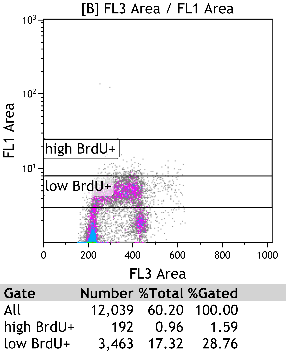 [B] FL3 Area / FL1 Area
FL1 Area
10³
10²
high BrdU+
10¹
low BrdU+
10⁰
0 200 400 600 800 1000
FL3 Area
Gate Number %Total %Gated
All 12,039 60.20 100.00
high BrdU+ 192 0.96 1.59
low BrdU+ 3,463 17.32 28.76